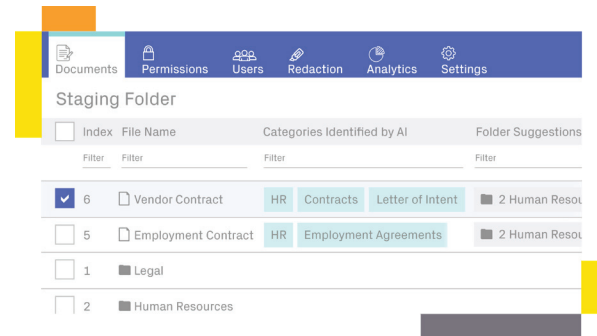 Documents Permissions Users Redaction Analytics Settings
Staging Folder
Index File Name Categories Identified by AI Folder Suggestions
Filter Filter Filter Filter
6 Vendor Contract HR Contracts Letter of Intent 2 Human Resou
5 Employment Contract HR Employment Agreements 2 Human Resou
1 Legal
2 Human Resources